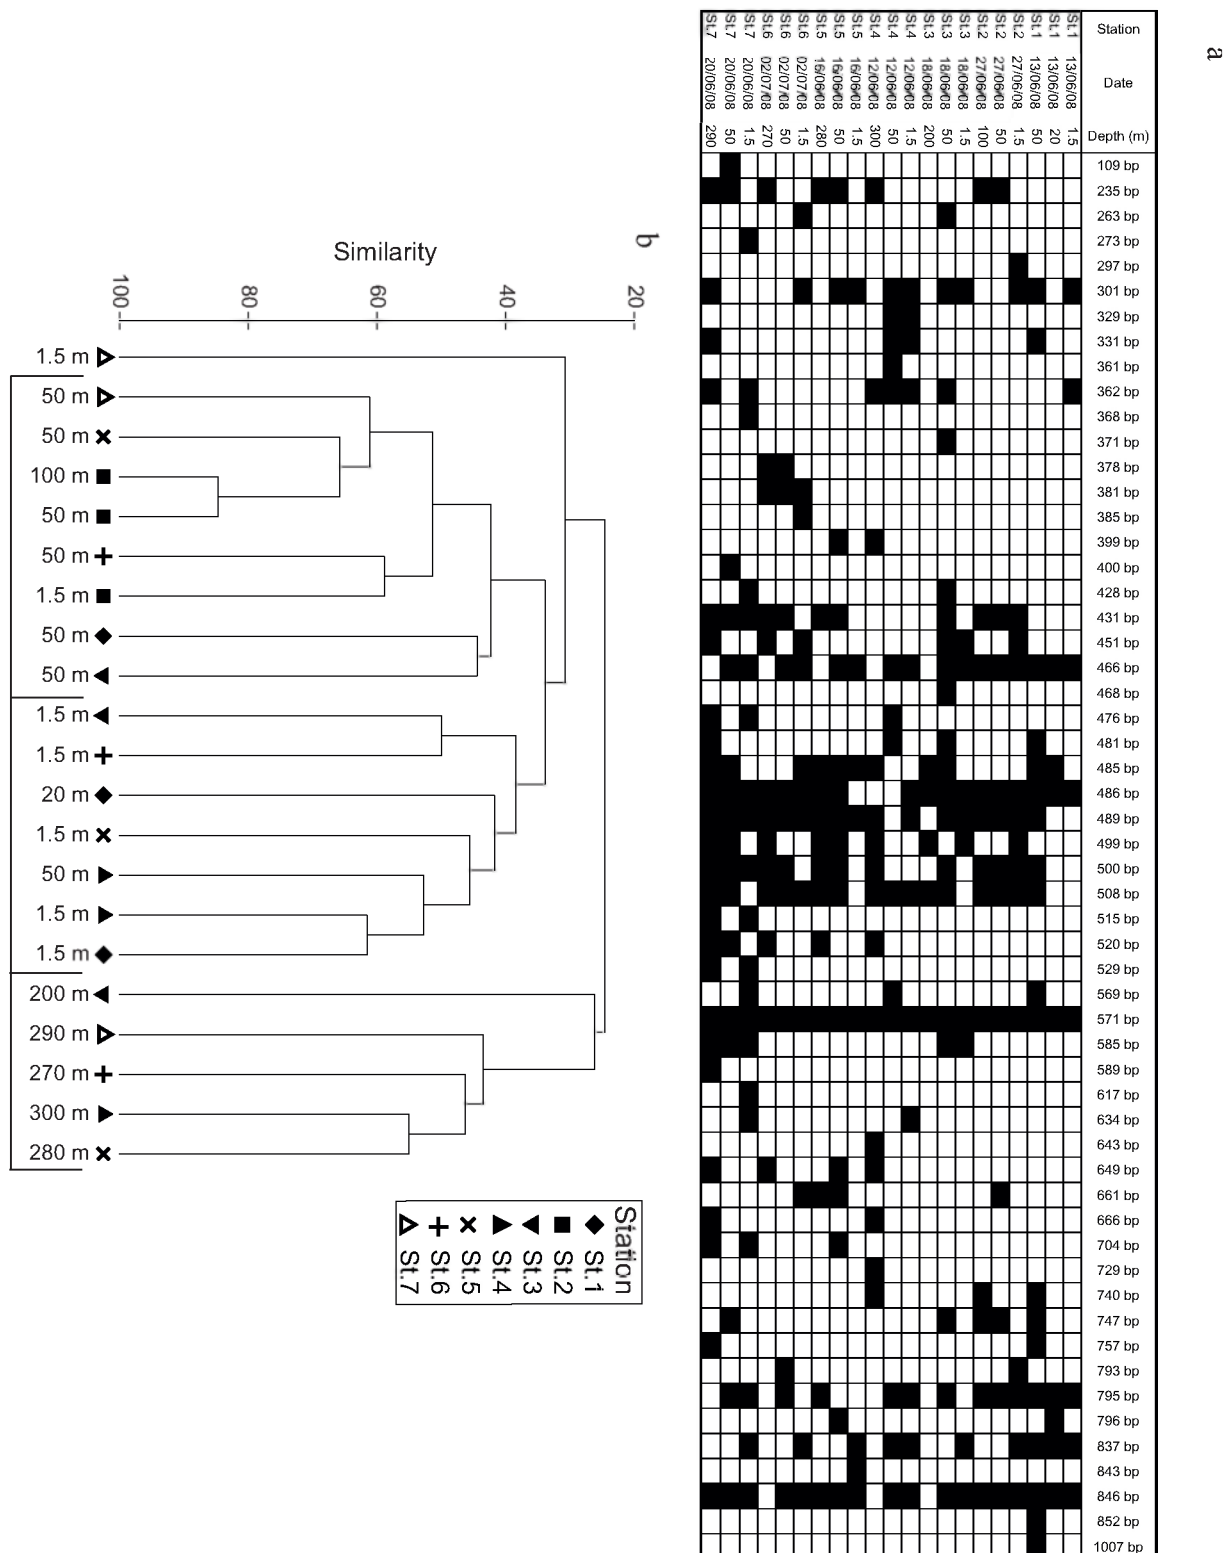 a
Station
Date
Depth (m)
109 bp
235 bp
263 bp
273 bp
297 bp
301 bp
329 bp
331 bp
361 bp
362 bp
368 bp
371 bp
378 bp
381 bp
385 bp
399 bp
400 bp
428 bp
431 bp
451 bp
466 bp
468 bp
476 bp
481 bp
485 bp
486 bp
489 bp
499 bp
500 bp
508 bp
515 bp
520 bp
529 bp
569 bp
571 bp
585 bp
589 bp
617 bp
634 bp
643 bp
649 bp
661 bp
666 bp
704 bp
729 bp
740 bp
747 bp
757 bp
793 bp
795 bp
796 bp
837 bp
843 bp
846 bp
852 bp
1007 bp
St.1 13/06/08 1.5
St.1 13/06/08 20
St.1 13/06/08 50
St.2 27/06/08 1.5
St.2 27/06/08 50
St.2 27/06/08 100
St.3 18/06/08 1.5
St.3 18/06/08 50
St.3 18/06/08 200
St.4 12/06/08 1.5
St.4 12/06/08 50
St.4 12/06/08 300
St.5 16/06/08 1.5
St.5 16/06/08 50
St.5 16/06/08 280
St.6 02/07/08 1.5
St.6 02/07/08 50
St.6 02/07/08 270
St.7 20/06/08 1.5
St.7 20/06/08 50
St.7 20/06/08 290
b
Similarity
20
40
60
80
100
1.5 m
50 m
50 m
100 m
50 m
50 m
1.5 m
50 m
50 m
1.5 m
1.5 m
20 m
1.5 m
50 m
1.5 m
1.5 m
200 m
290 m
270 m
300 m
280 m
Station
St.1
St.2
St.3
St.4
St.5
St.6
St.7